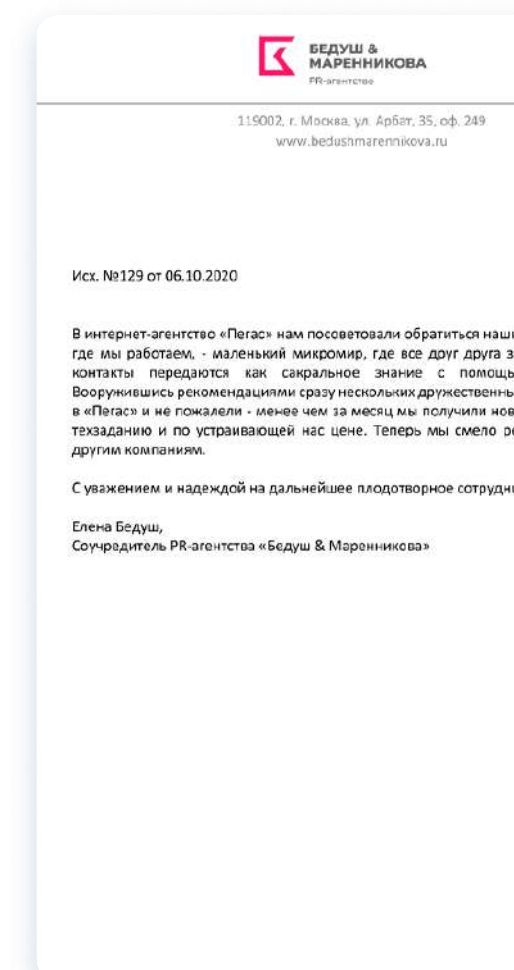 БЕДУШ &
МАРЕННИКОВА
PR-агентство
119002, г. Москва, ул. Арбат, 35, оф. 249
www.bedushmarennikova.ru
Исх. №129 от 06.10.2020
В интернет-агентство «Пегас» нам посоветовали обратиться наши
где мы работаем, - маленький микромир, где все друг друга з
контакты передаются как сакральное знание с помощь
Вооружившись рекомендациями сразу нескольких дружественны
в «Пегас» и не пожалели - менее чем за месяц мы получили нов
техзаданию и по устраивающей нас цене. Теперь мы смело ре
другим компаниям.
С уважением и надеждой на дальнейшее плодотворное сотрудни
Елена Бедуш,
Соучредитель PR-агентства «Бедуш & Маренникова»